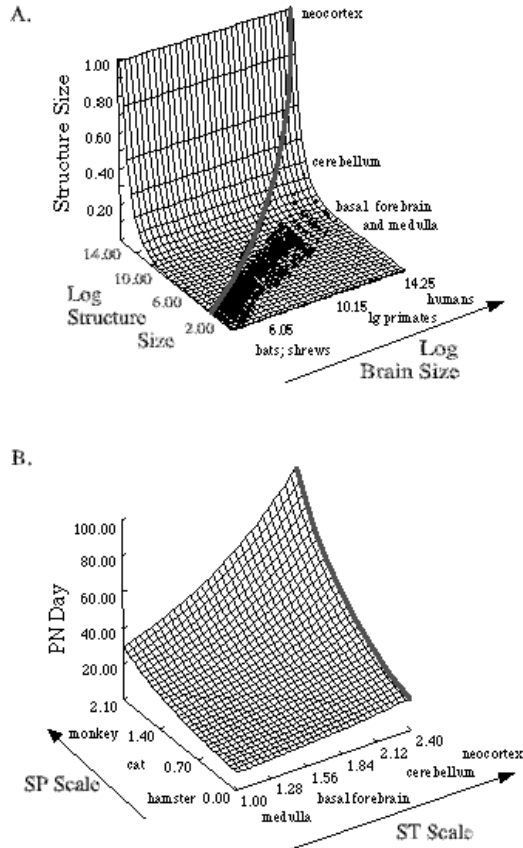 A.
neocortex
1.00
0.80
0.60
0.40
0.20
Structure Size
cerebellum
basal forebrain
and medulla
14.00
10.00
6.00
2.00
Log
Structure
Size
14.25
humans
10.15
lg primates
6.05
bats; shrews
Log
Brain Size
B.
100.00
80.00
60.00
40.00
20.00
2.10
PN Day
monkey
1.40
cat
0.70
hamster
0.00
SP Scale
1.00
1.28
1.56
1.84
2.12
2.40
neocortex
cerebellum
basal forebrain
medulla
ST Scale